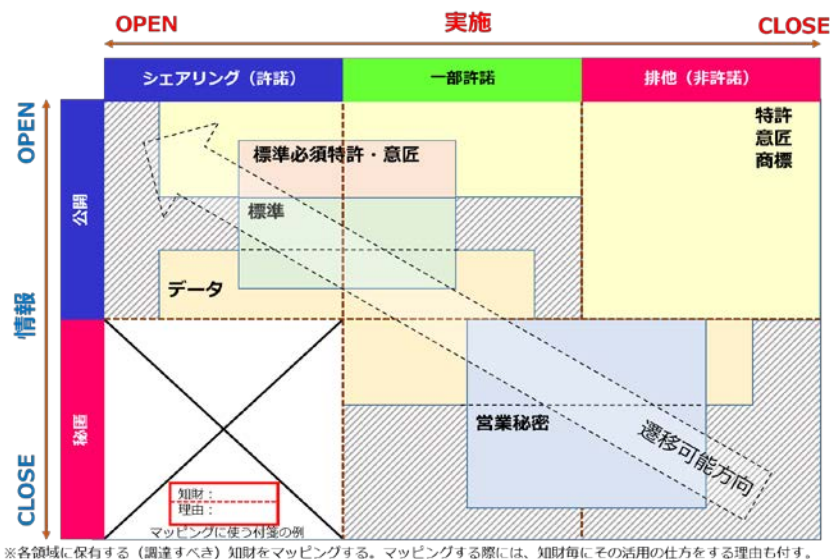 OPEN
実施
CLOSE
シェアリング（許諾）
一部許諾
排他（非許諾）
OPEN
情報
CLOSE
公開
秘匿
特許
意匠
商標
標準必須特許・意匠
標準
データ
営業秘密
遷移可能方向
知財：
理由：
マッピングに使う付箋の例
※各領域に保有する（調達すべき）知財をマッピングする。マッピングする際には、知財毎にその活用の仕方をする理由も付す。